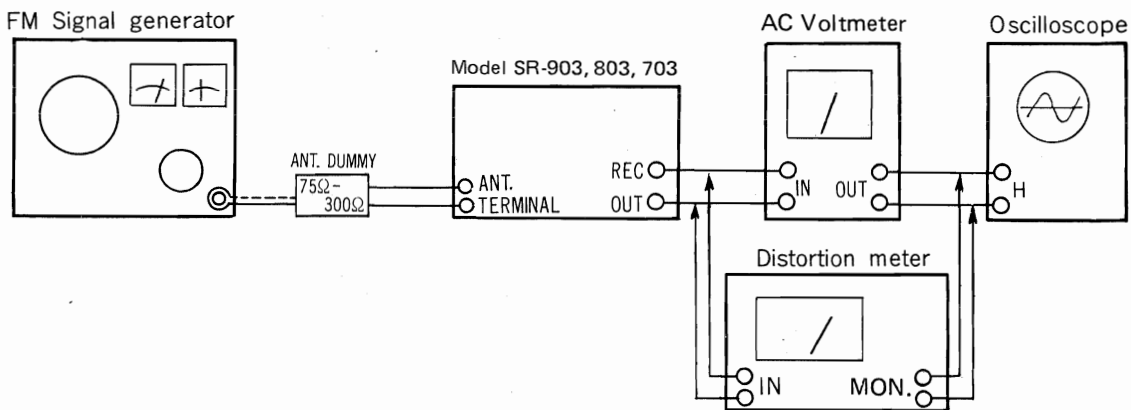 FM Signal generator
AC Voltmeter
Oscilloscope
Model SR-903, 803, 703
ANT. DUMMY
75Ω-
300Ω
ANT.
TERMINAL
REC
OUT
IN
OUT
H
Distortion meter
IN
MON.